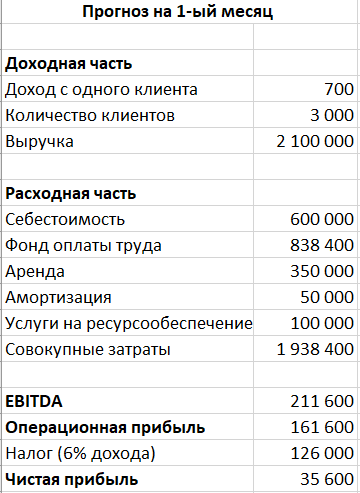 Прогноз на 1-ый месяц
Доходная часть
Доход с одного клиента 700
Количество клиентов 3 000
Выручка 2 100 000
Расходная часть
Себестоимость 600 000
Фонд оплаты труда 838 400
Аренда 350 000
Амортизация 50 000
Услуги на ресурсообеспечение 100 000
Совокупные затраты 1 938 400
EBITDA 211 600
Операционная прибыль 161 600
Налог (6% дохода) 126 000
Чистая прибыль 35 600